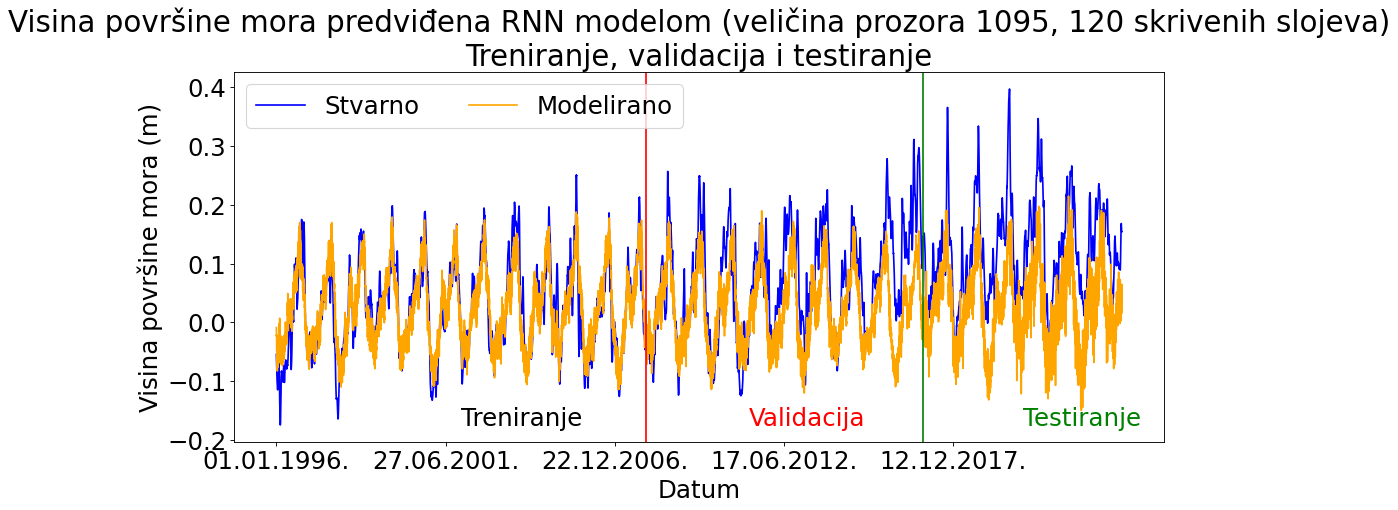 Visina površine mora predviđena RNN modelom (veličina prozora 1095, 120 skrivenih slojeva)
Treniranje, validacija i testiranje
Stvarno
Modelirano
Visina površine mora (m)
0.4
0.3
0.2
0.1
0.0
−0.1
−0.2
Treniranje
Validacija
Testiranje
01.01.1996.
27.06.2001.
22.12.2006.
17.06.2012.
12.12.2017.
Datum